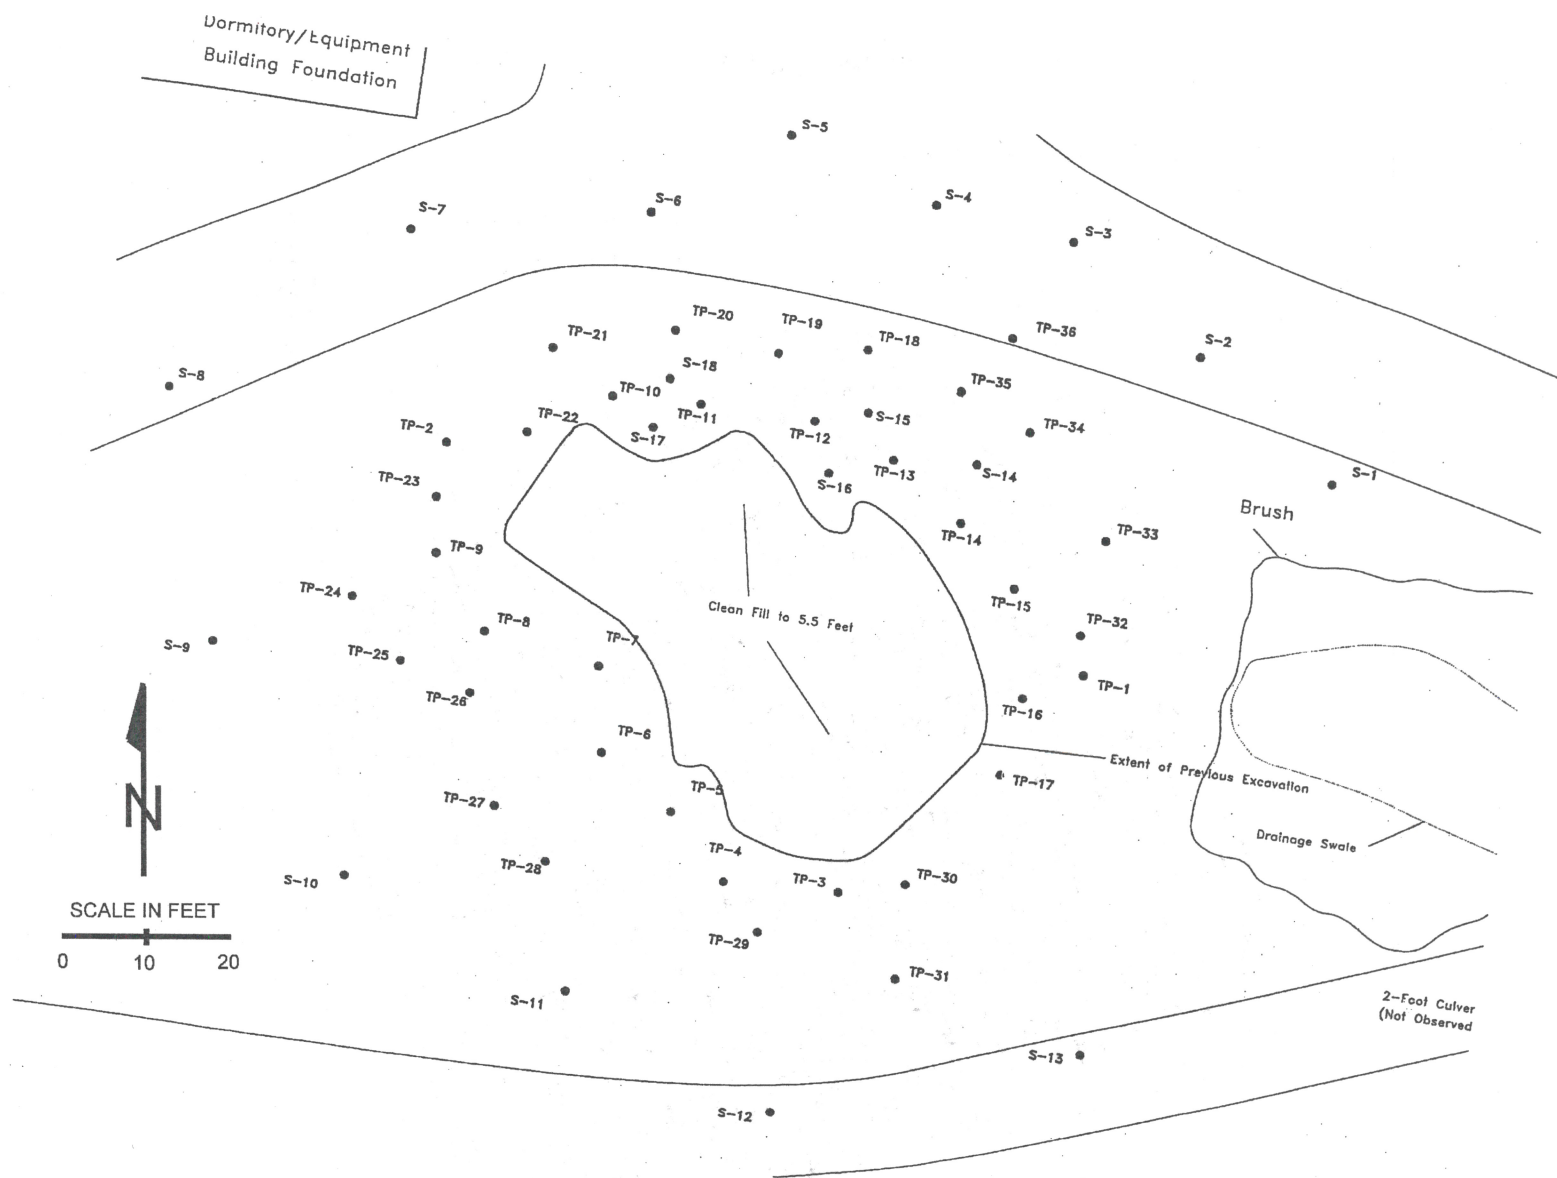 Dormitory/Equipment
Building Foundation
S-5
S-4
S-6
S-7
S-3
TP-20
TP-19
TP-21
TP-18
TP-36
S-2
S-8
S-18
TP-10
TP-35
TP-11
TP-22
S-15
TP-2
TP-12
TP-34
S-17
TP-13
S-14
S-1
TP-23
S-16
Brush
TP-9
TP-14
TP-33
TP-24
TP-15
Clean Fill to 5.5 Feet
TP-8
TP-7
TP-32
S-9
TP-25
TP-1
TP-26
TP-16
TP-6
Extent of Previous Excavation
TP-17
TP-5
N
TP-27
Drainage Swale
TP-4
TP-28
S-10
TP-3
TP-30
SCALE IN FEET
0 10 20
TP-29
TP-31
S-11
2-Foot Culver
(Not Observed
S-13
S-12